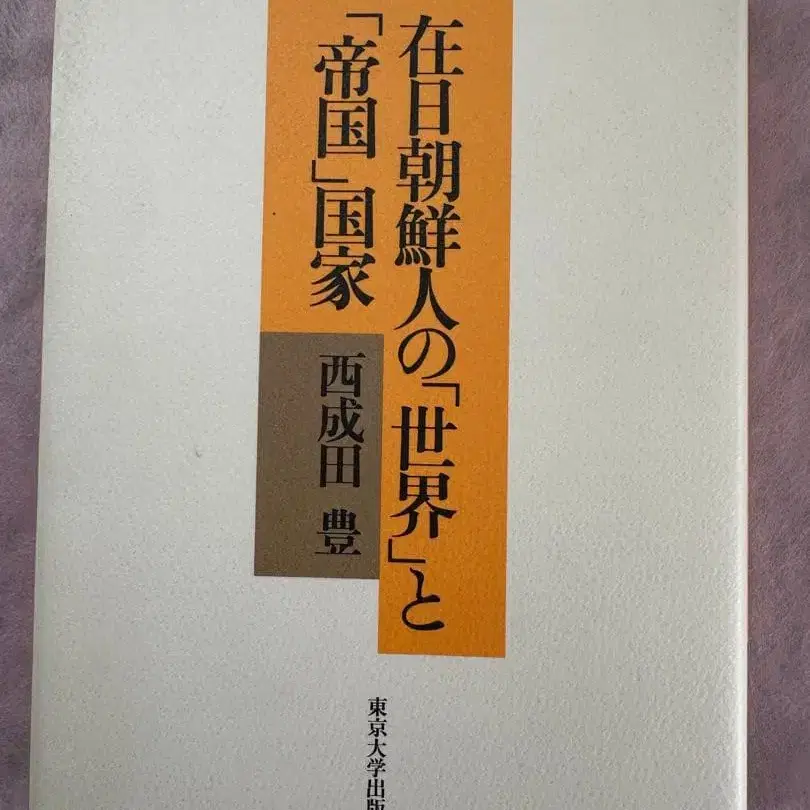 在日朝鮮人の「世界」と
「帝国」国家
西成田 豊
東京大学出版